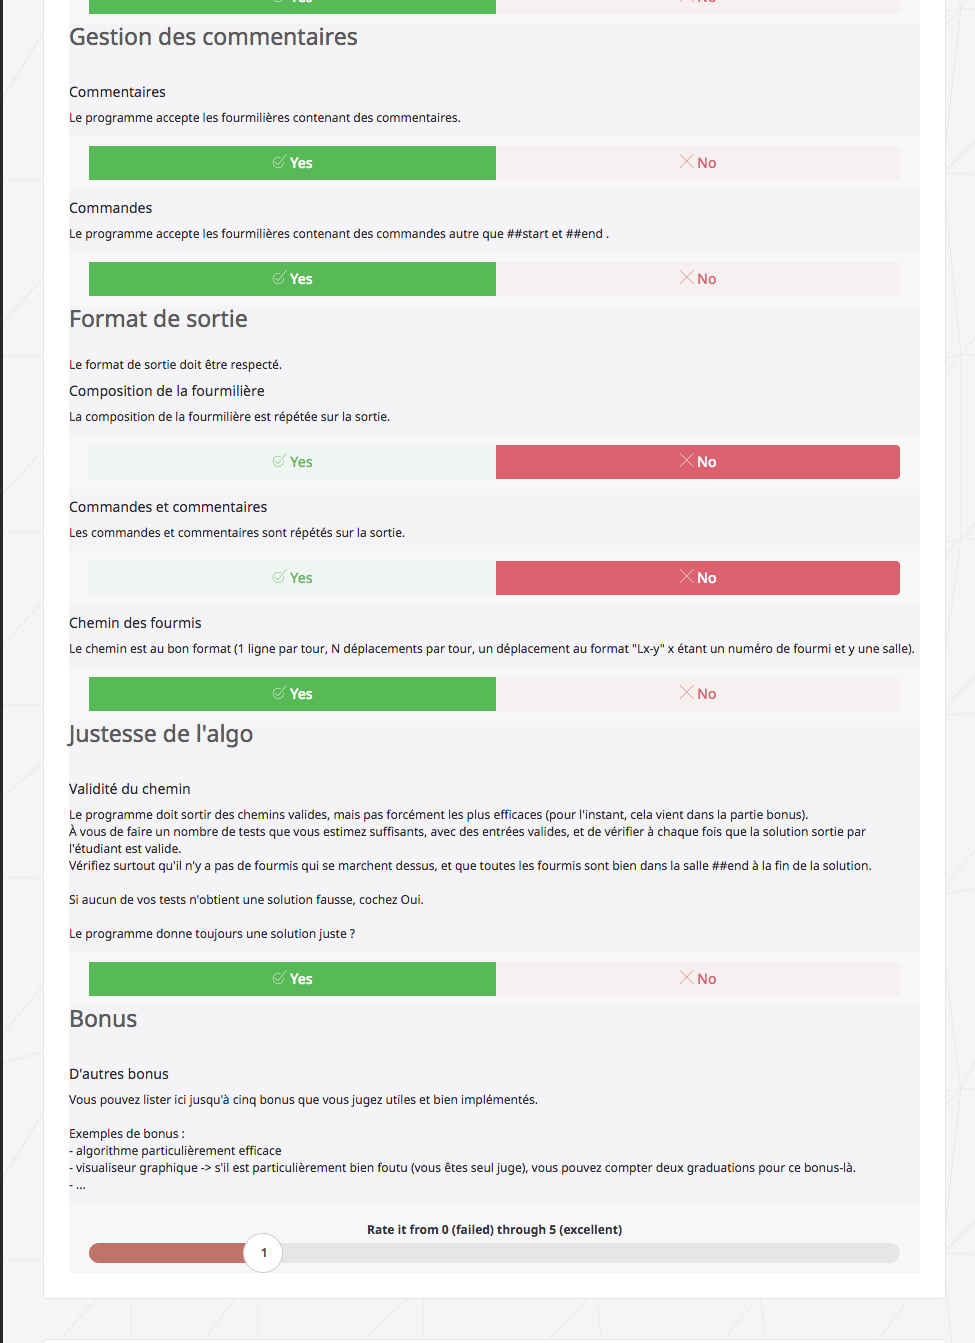 Yes
No
Gestion des commentaires
Commentaires
Le programme accepte les fourmilières contenant des commentaires.
Yes
No
Commandes
Le programme accepte les fourmilières contenant des commandes autre que ##start et ##end .
Yes
No
Format de sortie
Le format de sortie doit être respecté.
Composition de la fourmilière
La composition de la fourmilière est répétée sur la sortie.
Yes
No
Commandes et commentaires
Les commandes et commentaires sont répétés sur la sortie.
Yes
No
Chemin des fourmis
Le chemin est au bon format (1 ligne par tour, N déplacements par tour, un déplacement au format "Lx-y" x étant un numéro de fourmi et y une salle).
Yes
No
Justesse de l'algo
Validité du chemin
Le programme doit sortir des chemins valides, mais pas forcément les plus efficaces (pour l'instant, cela vient dans la partie bonus).
À vous de faire un nombre de tests que vous estimez suffisants, avec des entrées valides, et de vérifier à chaque fois que la solution sortie par
l'étudiant est valide.
Vérifiez surtout qu'il n'y a pas de fourmis qui se marchent dessus, et que toutes les fourmis sont bien dans la salle ##end à la fin de la solution.
Si aucun de vos tests n'obtient une solution fausse, cochez Oui.
Le programme donne toujours une solution juste ?
Yes
No
Bonus
D'autres bonus
Vous pouvez lister ici jusqu'à cinq bonus que vous jugez utiles et bien implémentés.
Exemples de bonus :
- algorithme particulièrement efficace
- visualiseur graphique -> s'il est particulièrement bien foutu (vous êtes seul juge), vous pouvez compter deux graduations pour ce bonus-là.
- ...
Rate it from 0 (failed) through 5 (excellent)
1